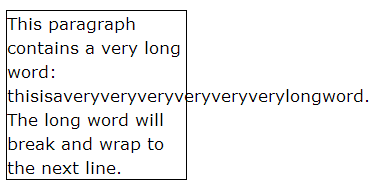 This paragraph
contains a very long
word:
thisisaveryveryveryveryveryverylongword.
The long word will
break and wrap to
the next line.